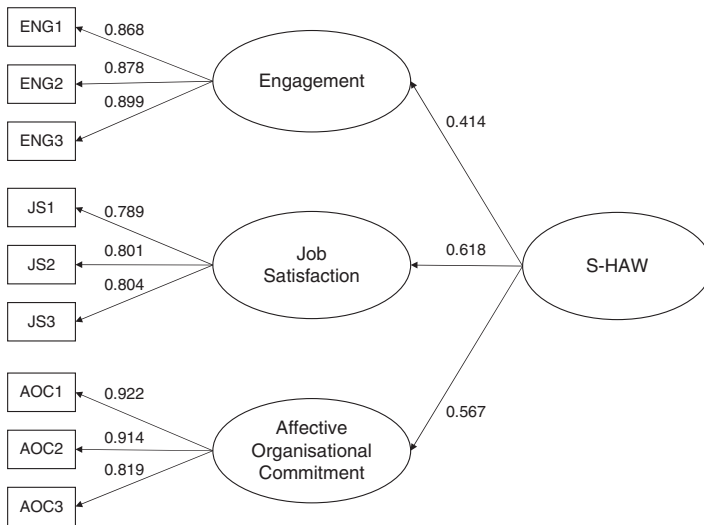 ENG1
0.868
ENG2
0.878
0.899
ENG3
Engagement
0.414
JS1
0.789
JS2
0.801
0.804
JS3
Job
Satisfaction
0.618
S-HAW
AOC1
0.922
AOC2
0.914
0.819
AOC3
Affective
Organisational
Commitment
0.567